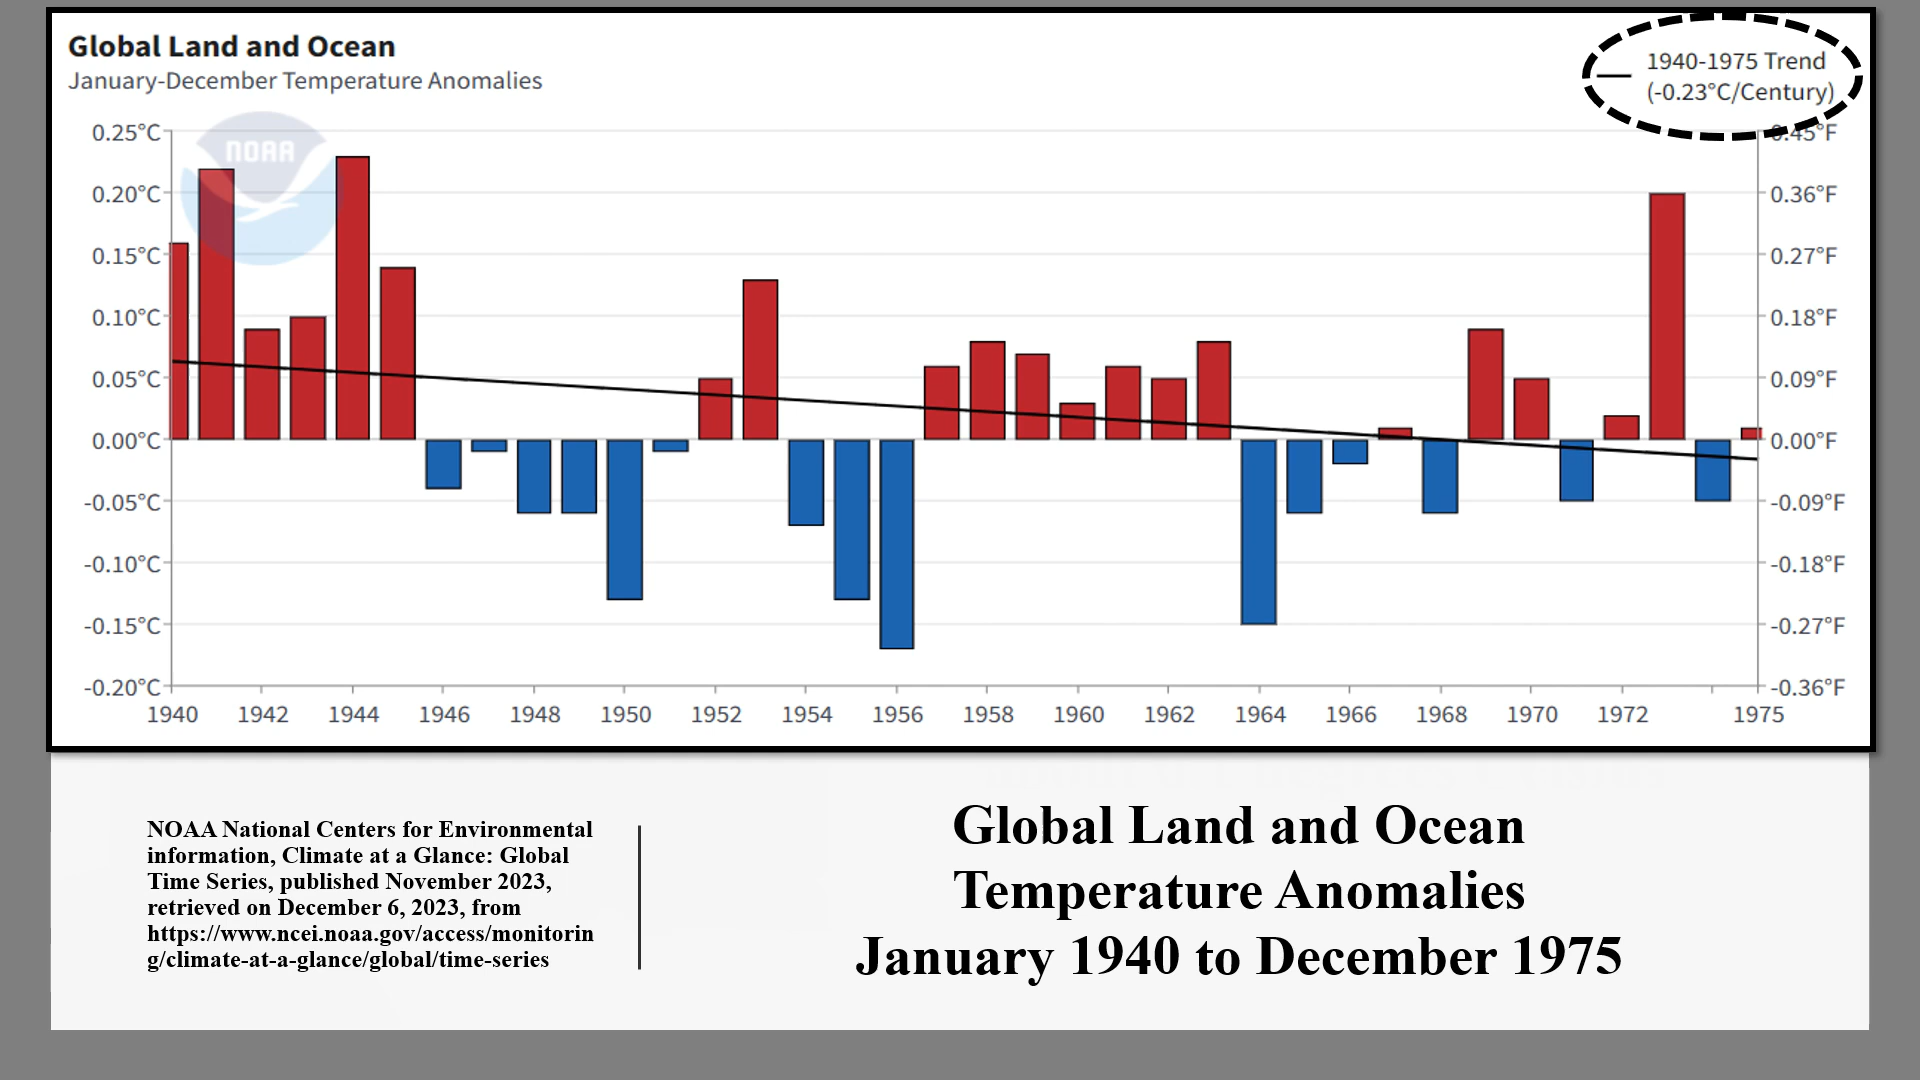 Global Land and Ocean
January-December Temperature Anomalies
1940-1975 Trend
(-0.23°C/Century)
NOAA
0.25°C
0.20°C
0.15°C
0.10°C
0.05°C
0.00°C
-0.05°C
-0.10°C
-0.15°C
-0.20°C
0.45°F
0.36°F
0.27°F
0.18°F
0.09°F
0.00°F
-0.09°F
-0.18°F
-0.27°F
-0.36°F
1940 1942 1944 1946 1948 1950 1952 1954 1956 1958 1960 1962 1964 1966 1968 1970 1972 1975
NOAA National Centers for Environmental
information, Climate at a Glance: Global
Time Series, published November 2023,
retrieved on December 6, 2023, from
https://www.ncei.noaa.gov/access/monitorin
g/climate-at-a-glance/global/time-series
Global Land and Ocean
Temperature Anomalies
January 1940 to December 1975